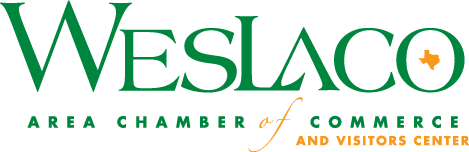 WESLACO
AREA CHAMBER of COMMERCE
AND VISITORS CENTER